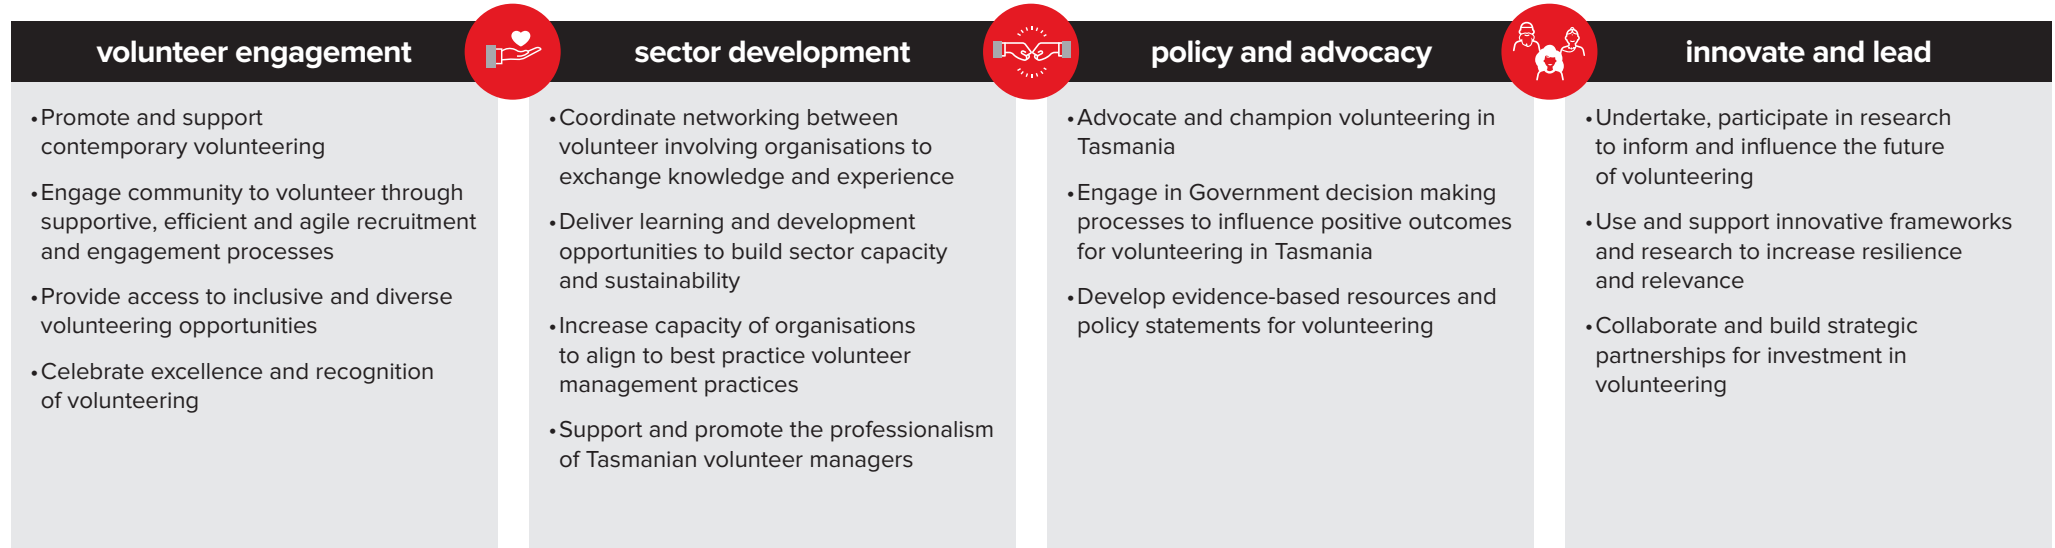 volunteer engagement
•Promote and support
contemporary volunteering
•Engage community to volunteer through
supportive, efficient and agile recruitment
and engagement processes
•Provide access to inclusive and diverse
volunteering opportunities
•Celebrate excellence and recognition
of volunteering
sector development
•Coordinate networking between
volunteer involving organisations to
exchange knowledge and experience
•Deliver learning and development
opportunities to build sector capacity
and sustainability
•Increase capacity of organisations
to align to best practice volunteer
management practices
•Support and promote the professionalism
of Tasmanian volunteer managers
policy and advocacy
•Advocate and champion volunteering in
Tasmania
•Engage in Government decision making
processes to influence positive outcomes
for volunteering in Tasmania
•Develop evidence-based resources and
policy statements for volunteering
innovate and lead
•Undertake, participate in research
to inform and influence the future
of volunteering
•Use and support innovative frameworks
and research to increase resilience
and relevance
•Collaborate and build strategic
partnerships for investment in
volunteering